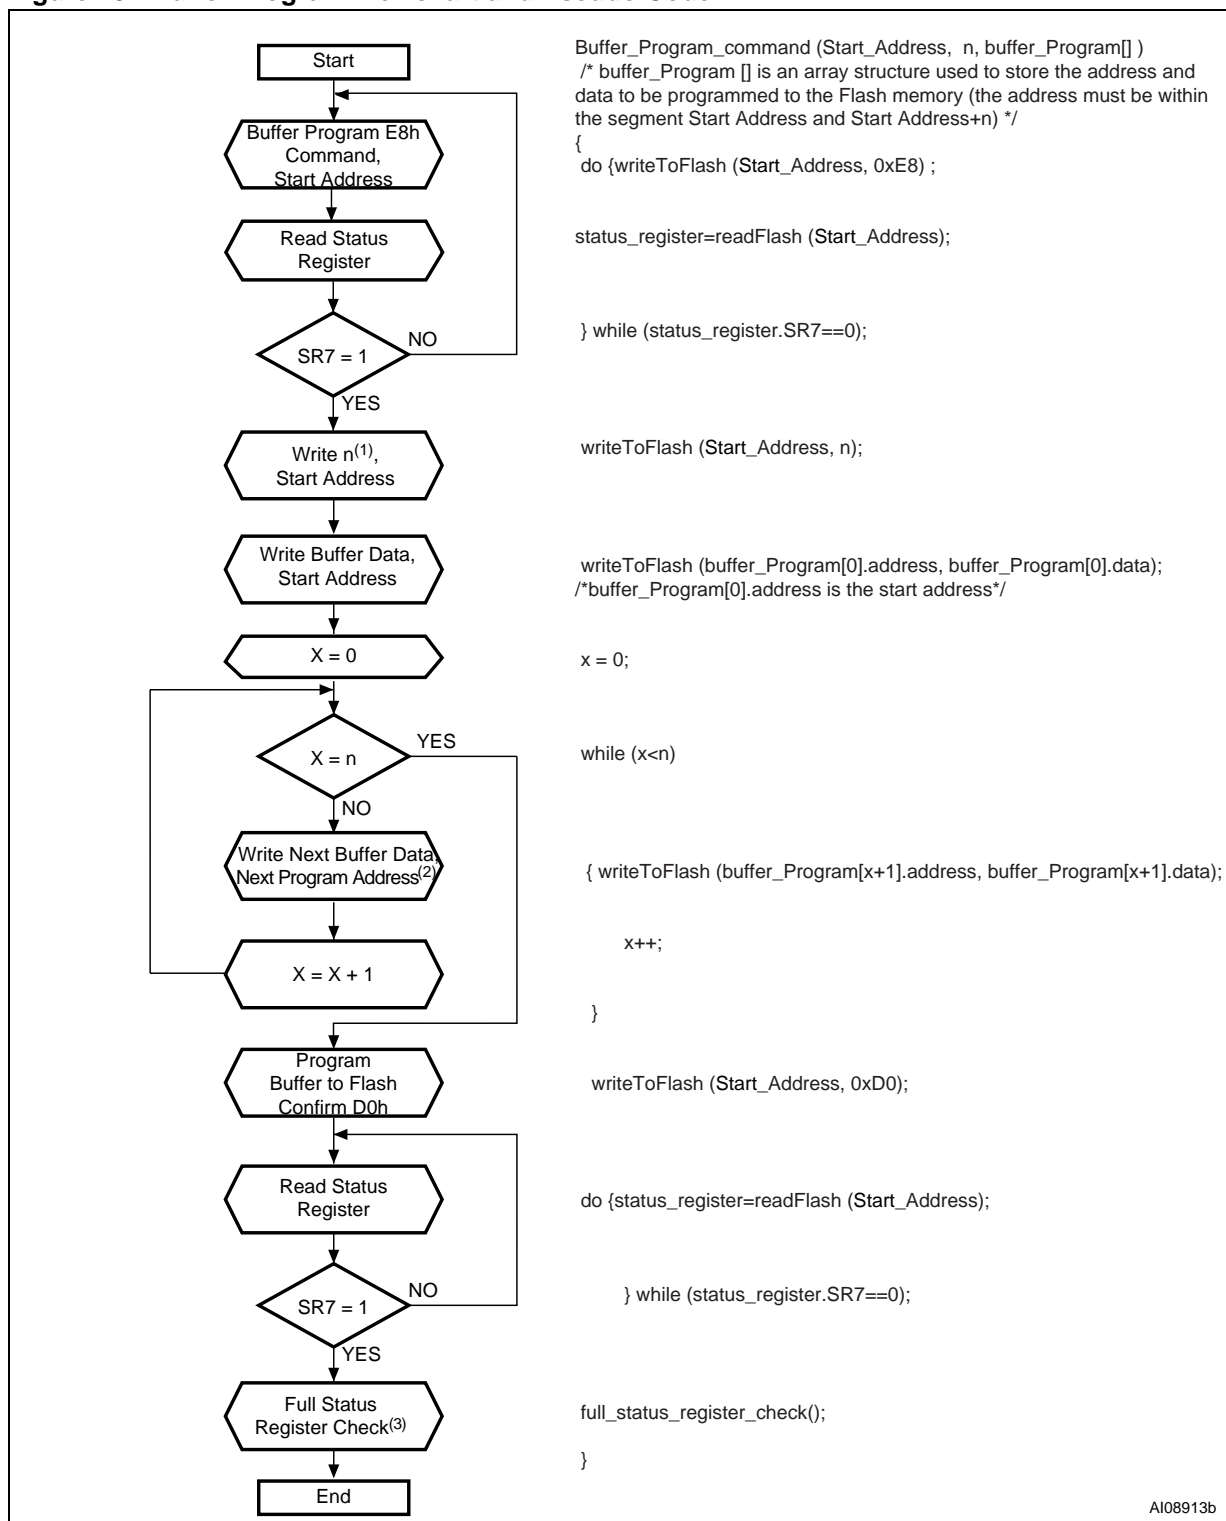 Start
Buffer Program E8h
Command,
Start Address
Read Status
Register
SR7 = 1
NO
YES
Write n(1),
Start Address
Write Buffer Data,
Start Address
X = 0
X = n
YES
NO
Write Next Buffer Data,
Next Program Address(2)
X = X + 1
Program
Buffer to Flash
Confirm D0h
Read Status
Register
SR7 = 1
NO
YES
Full Status
Register Check(3)
End
Buffer_Program_command (Start_Address, n, buffer_Program[] )
/* buffer_Program [] is an array structure used to store the address and
data to be programmed to the Flash memory (the address must be within
the segment Start Address and Start Address+n) */
{
do {writeToFlash (Start_Address, 0xE8) ;
status_register=readFlash (Start_Address);
} while (status_register.SR7==0);
writeToFlash (Start_Address, n);
writeToFlash (buffer_Program[0].address, buffer_Program[0].data);
/*buffer_Program[0].address is the start address*/
x = 0;
while (x<n)
{ writeToFlash (buffer_Program[x+1].address, buffer_Program[x+1].data);
x++;
}
writeToFlash (Start_Address, 0xD0);
do {status_register=readFlash (Start_Address);
} while (status_register.SR7==0);
full_status_register_check();
}
AI08913b